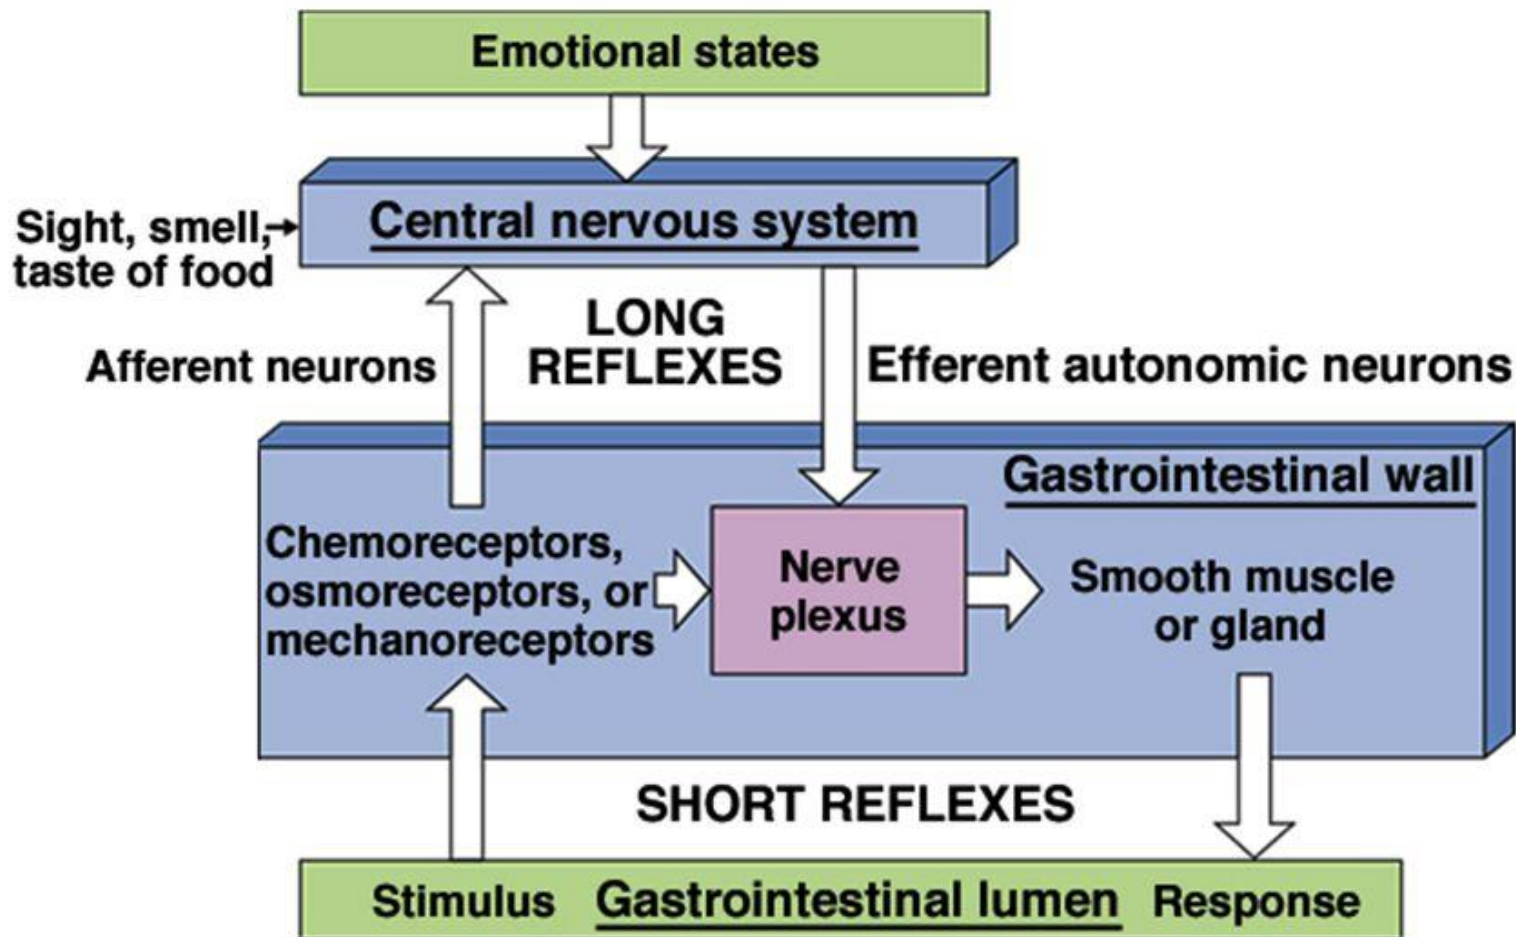 Emotional states
Central nervous system
Sight, smell,
taste of food
LONG
REFLEXES
Afferent neurons
Efferent autonomic neurons
Gastrointestinal wall
Chemoreceptors,
osmoreceptors, or
mechanoreceptors
Nerve
plexus
Smooth muscle
or gland
SHORT REFLEXES
Stimulus Gastrointestinal lumen Response